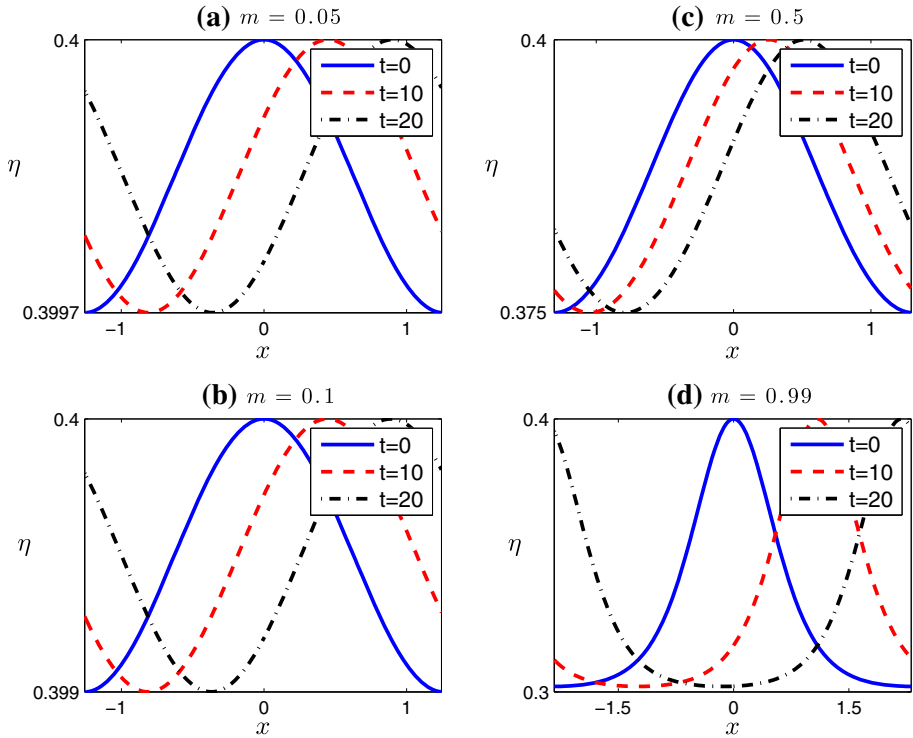 (a) m = 0.05
0.4
η
0.3997
−1
0
1
x
t=0
t=10
t=20
(c) m = 0.5
0.4
η
0.375
−1
0
1
x
t=0
t=10
t=20
(b) m = 0.1
0.4
η
0.399
−1
0
1
x
t=0
t=10
t=20
(d) m = 0.99
0.4
η
0.3
−1.5
0
1.5
x
t=0
t=10
t=20